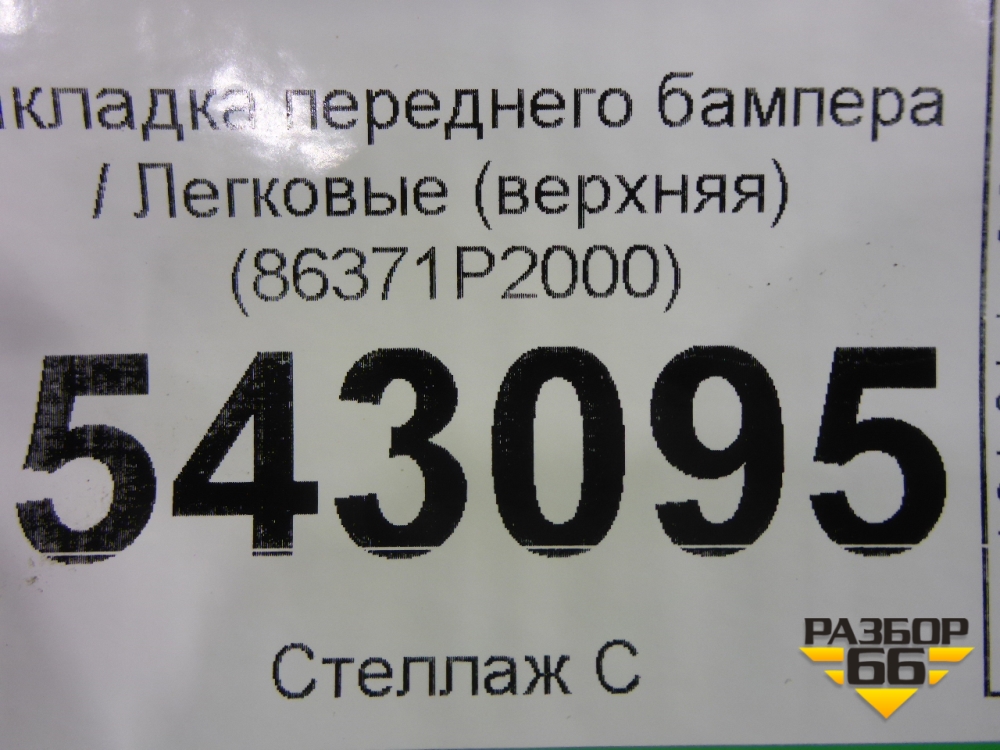 кладка переднего бампера
/ Легковые (верхняя)
(86371P2000)
543095
Стеллаж С
РАЗБОР
66